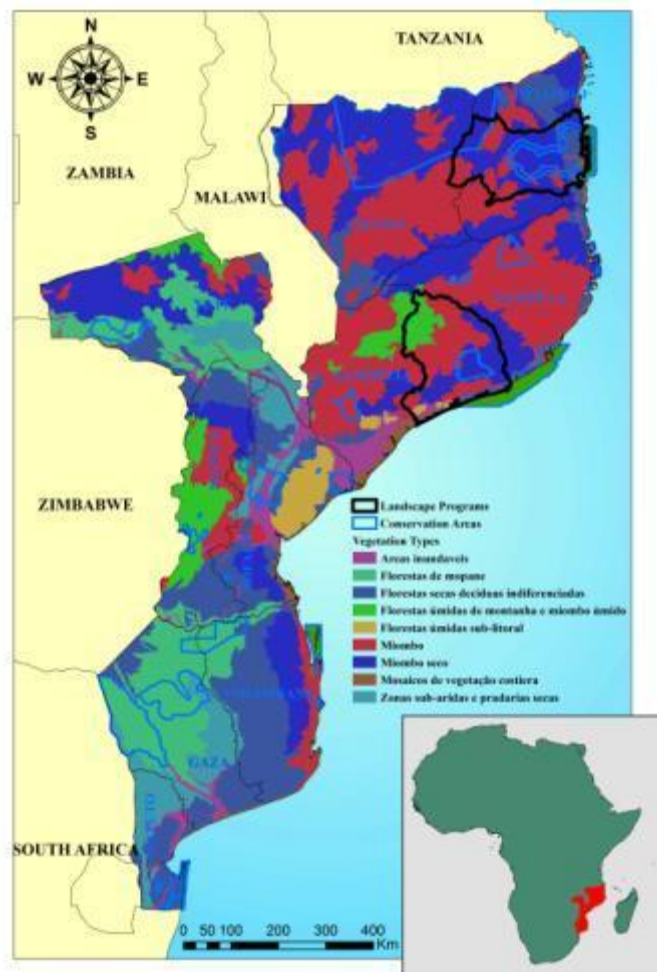 N
W E
S
TANZANIA
ZAMBIA
MALAWI
ZIMBABWE
GAZA
SOUTH AFRICA
Landscape Programs
Conservation Areas
Vegetation Types
Areas inundaveis
Florestas de mopane
Florestas secas deciduas indiferenciadas
Florestas úmidas de montanha e miombo úmido
Florestas úmidas sub-litoral
Miombo
Miombo seco
Mosaicos de vegetação costiera
Zonas sub-aridas e pradarias secas
0 50 100 200 300 400
Km